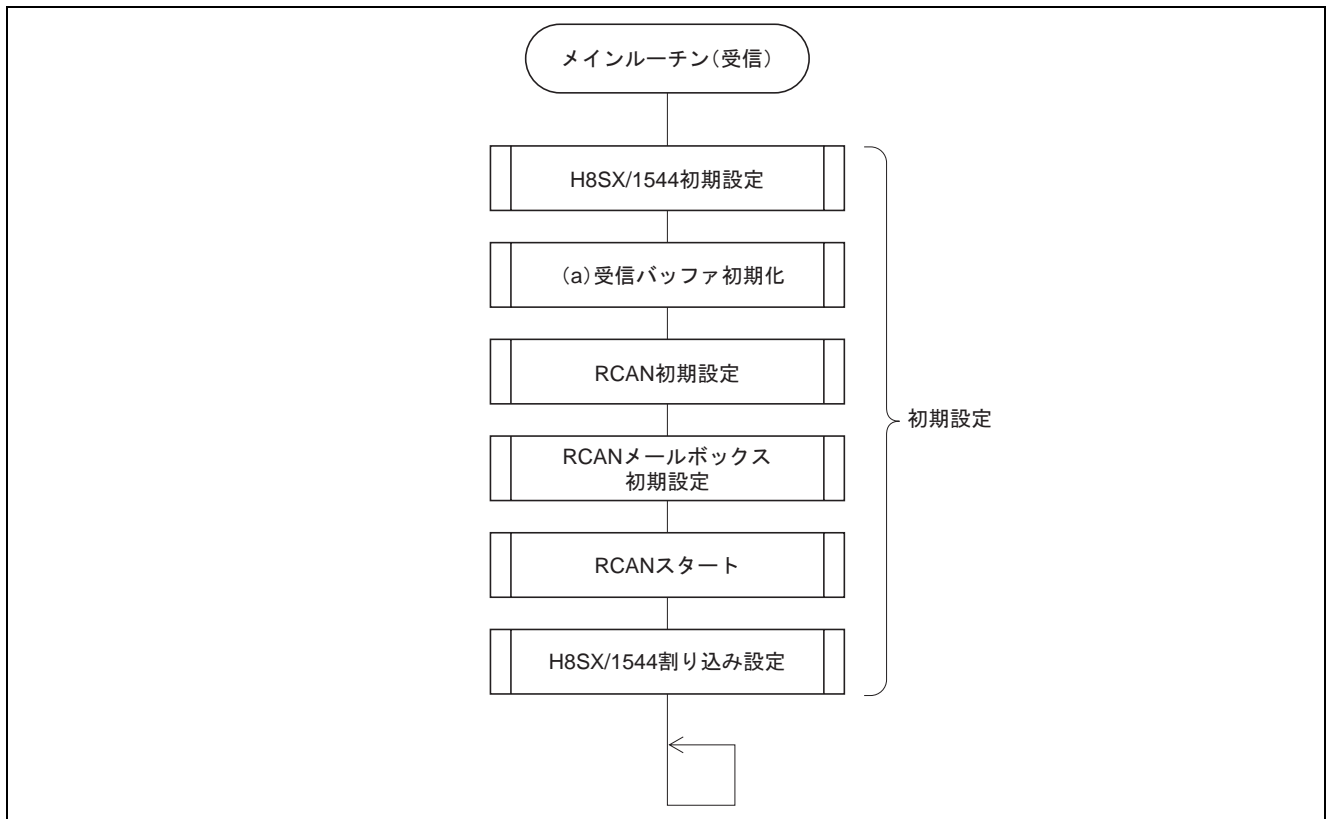 メインルーチン(受信)
H8SX/1544初期設定
(a)受信バッファ初期化
RCAN初期設定
RCANメールボックス
初期設定
RCANスタート
H8SX/1544割り込み設定
初期設定